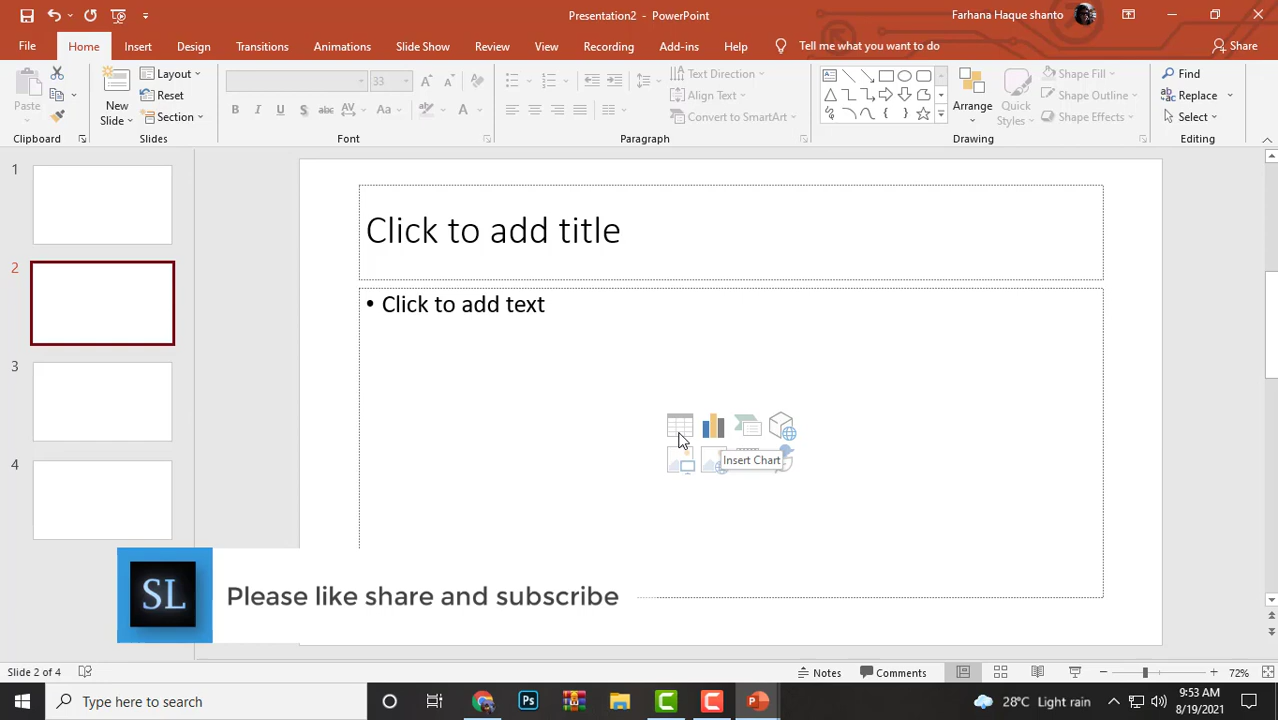 Presentation2 - PowerPoint
Farhana Haque shanto
File
Home
Insert
Design
Transitions
Animations
Slide Show
Review
View
Recording
Add-ins
Help
Tell me what you want to do
Share
Paste
Clipboard
New
Slide
Layout
Reset
Section
Slides
33
B I U S abc AV Aa A
Font
Text Direction
Align Text
Convert to SmartArt
Paragraph
Arrange
Quick
Styles
Shape Fill
Shape Outline
Shape Effects
Drawing
Find
Replace
Select
Editing
1
2
3
4
Click to add title
• Click to add text
Insert Chart
SL
Please like share and subscribe
Slide 2 of 4
Notes
Comments
72%
Type here to search
Ps
28°C Light rain
9:53 AM
8/19/2021